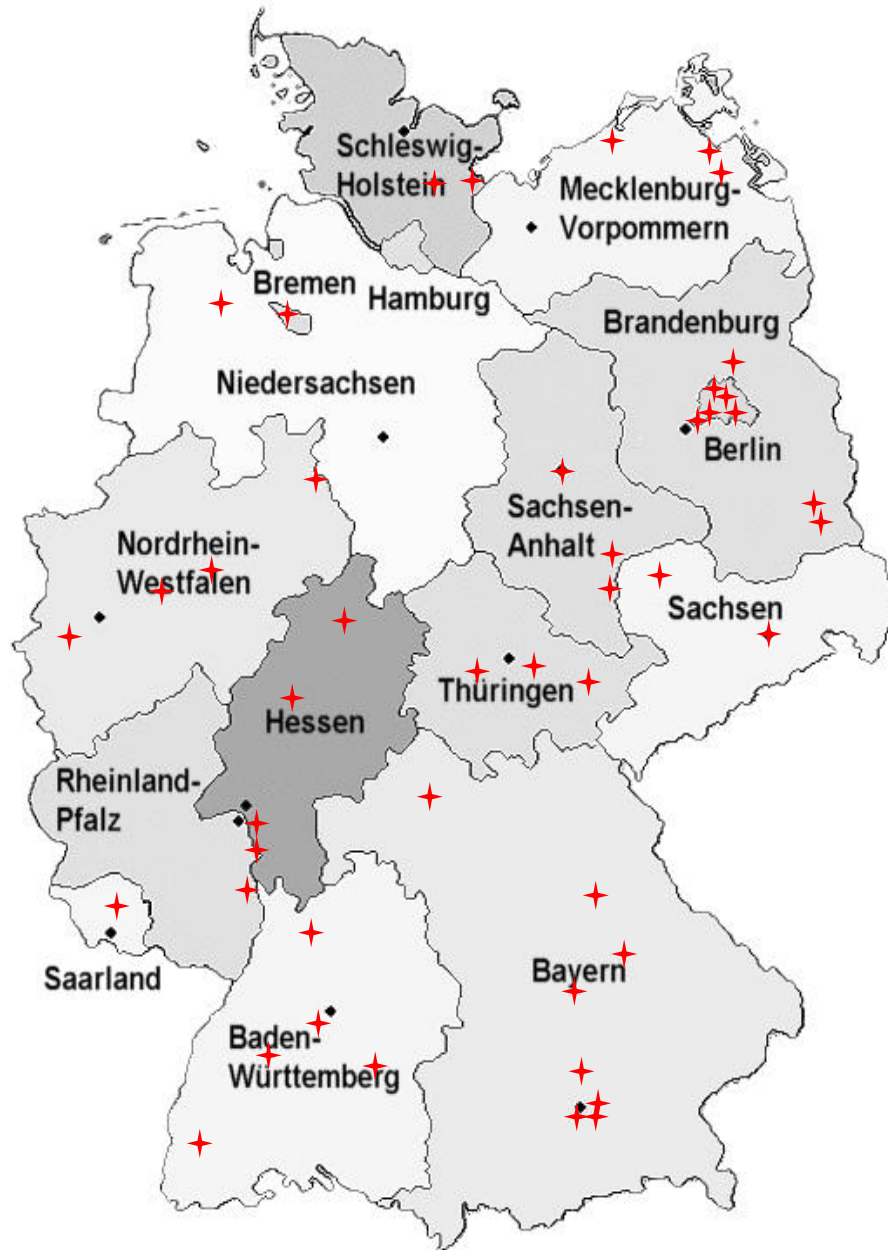 Schleswig-
Holstein
Mecklenburg-
Vorpommern
Bremen
Hamburg
Brandenburg
Niedersachsen
Berlin
Sachsen-
Anhalt
Nordrhein-
Westfalen
Sachsen
Thüringen
Hessen
Rheinland-
Pfalz
Saarland
Bayern
Baden-
Württemberg